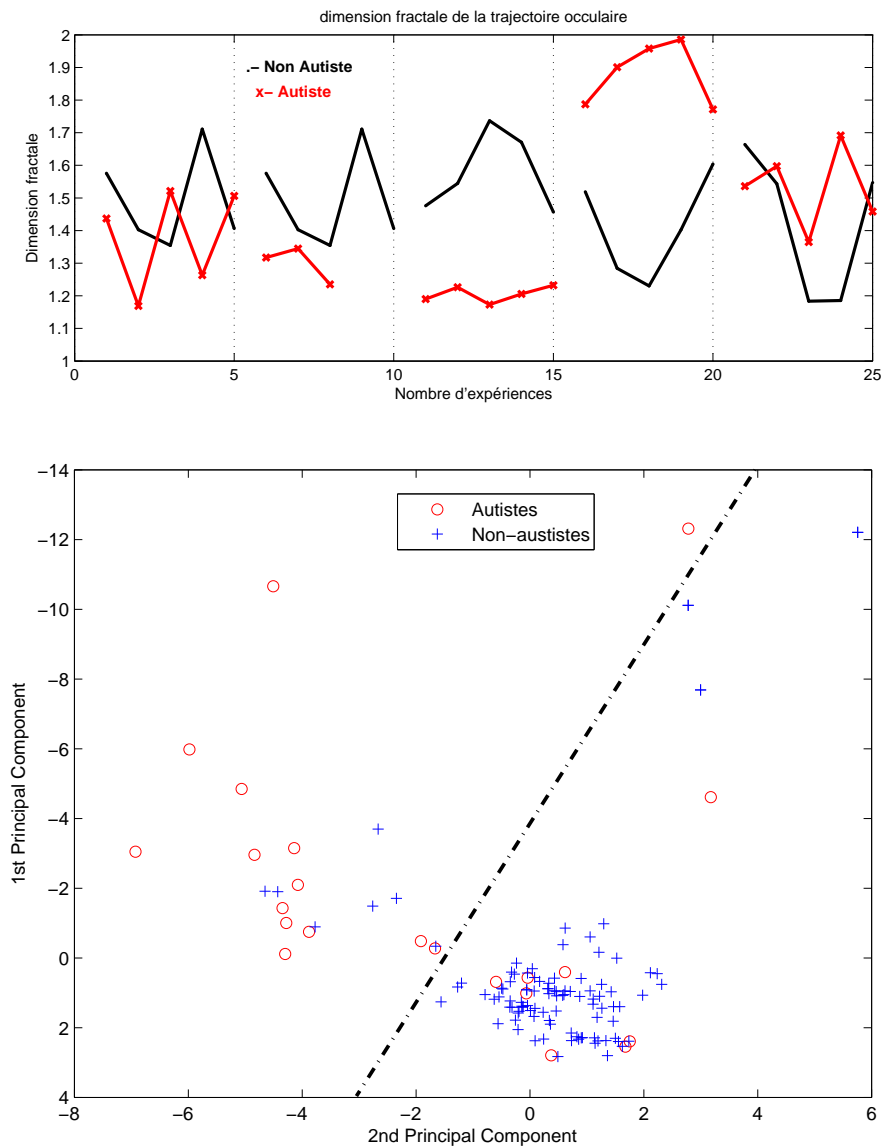 dimension fractale de la trajectoire occulaire
2
1.9
1.8
1.7
1.6
1.5
1.4
1.3
1.2
1.1
1
Dimension fractale
.− Non Autiste
x− Autiste
0 5 10 15 20 25
Nombre d'expériences
−14
−12
−10
−8
−6
−4
−2
0
2
4
1st Principal Component
Autistes
Non−austistes
−8 −6 −4 −2 0 2 4 6
2nd Principal Component